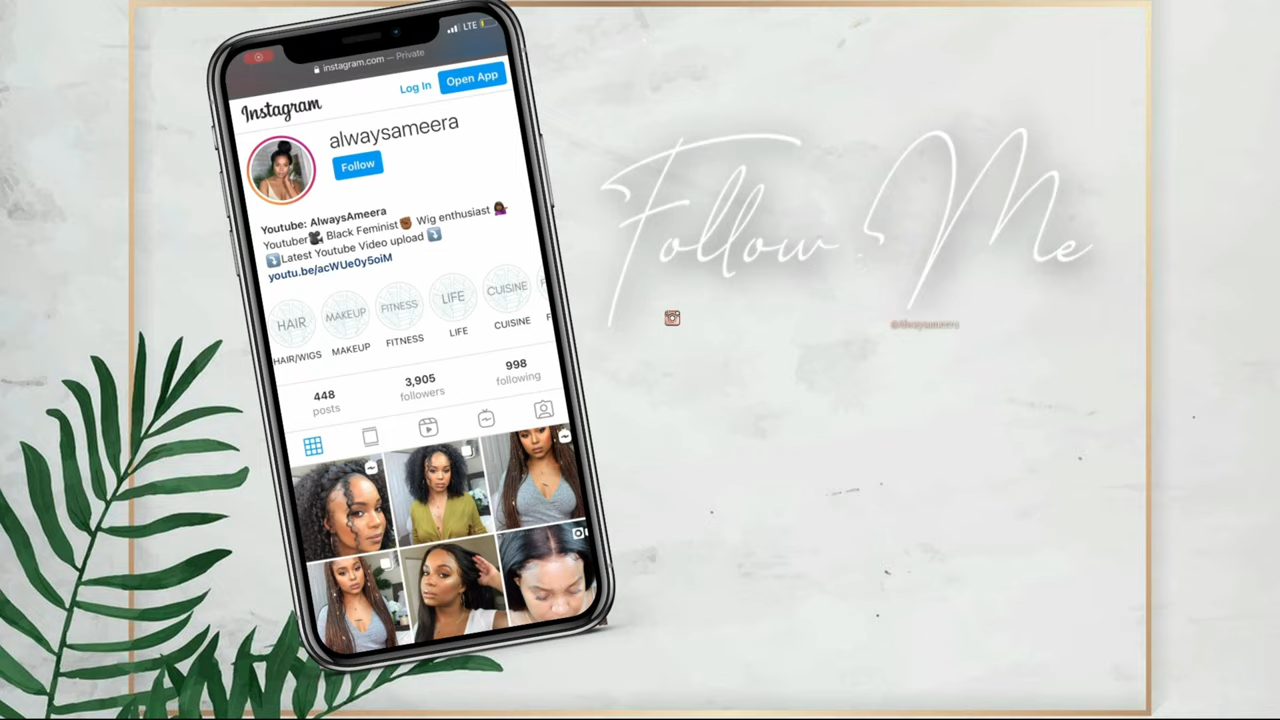 LTE
instagram.com — Private
Instagram
Log In
Open App
alwaysameera
Follow
Youtube: AlwaysAmeera
Youtuber🎥 Black Feminist✊🏾 Wig enthusiast 💁🏾‍♀️
⤵️Latest Youtube Video upload ⤵️
youtu.be/acWUe0y5oiM
HAIR
MAKEUP
FITNESS
LIFE
CUISINE
F
HAIR/WIGS
MAKEUP
FITNESS
LIFE
CUISINE
F
448
posts
3,905
followers
998
following
Follow Me
@Alwaysameera